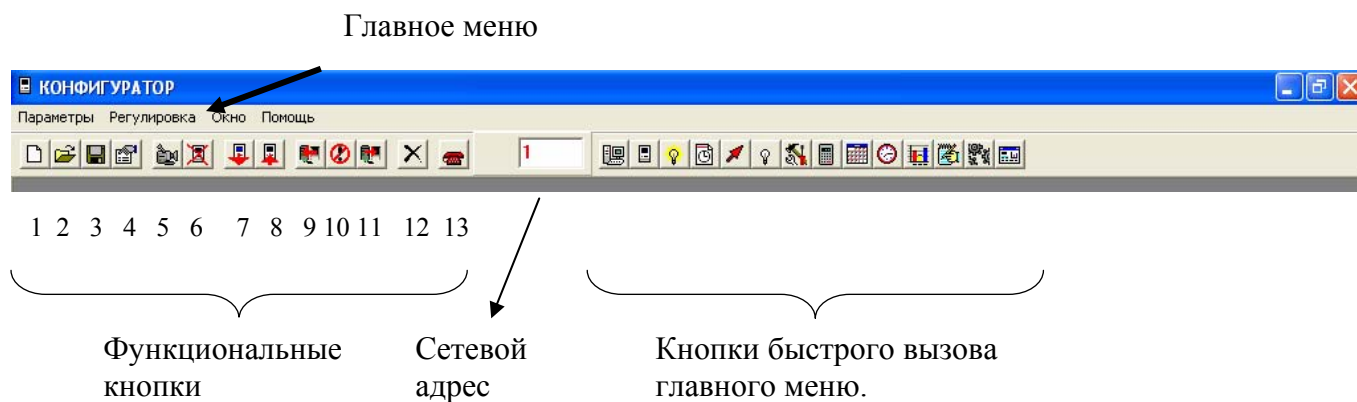 Главное меню
КОНФИГУРАТОР
Параметры Регулировка Окно Помощь
1
1 2 3 4 5 6 7 8 9 10 11 12 13
Функциональные
кнопки
Сетевой
адрес
Кнопки быстрого вызова
главного меню.